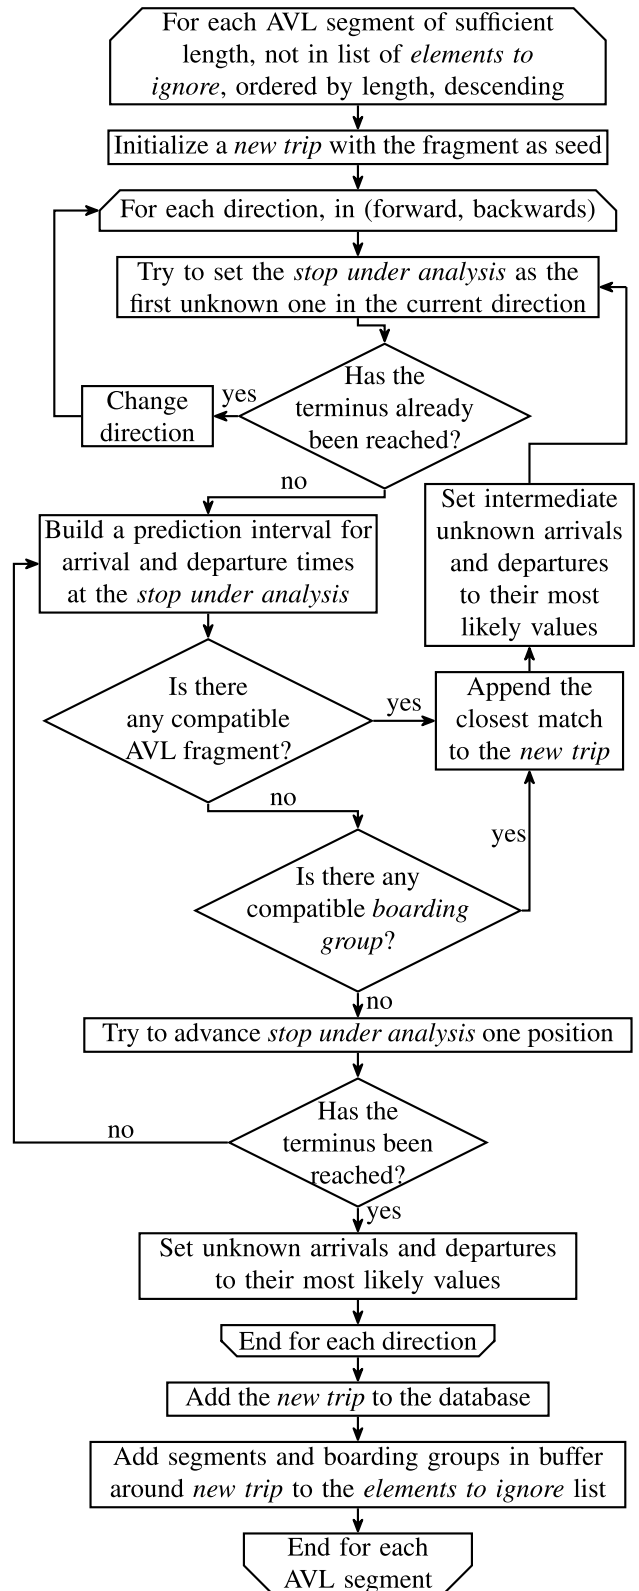 For each AVL segment of sufficient
length, not in list of elements to
ignore, ordered by length, descending
Initialize a new trip with the fragment as seed
For each direction, in (forward, backwards)
Try to set the stop under analysis as the
first unknown one in the current direction
Has the
terminus already
been reached?
yes
Change
direction
no
Build a prediction interval for
arrival and departure times
at the stop under analysis
Set intermediate
unknown arrivals
and departures
to their most
likely values
Is there
any compatible
AVL fragment?
yes
Append the
closest match
to the new trip
no
yes
Is there any
compatible boarding
group?
no
Try to advance stop under analysis one position
Has the
terminus been
reached?
no
yes
Set unknown arrivals and departures
to their most likely values
End for each direction
Add the new trip to the database
Add segments and boarding groups in buffer
around new trip to the elements to ignore list
End for each
AVL segment